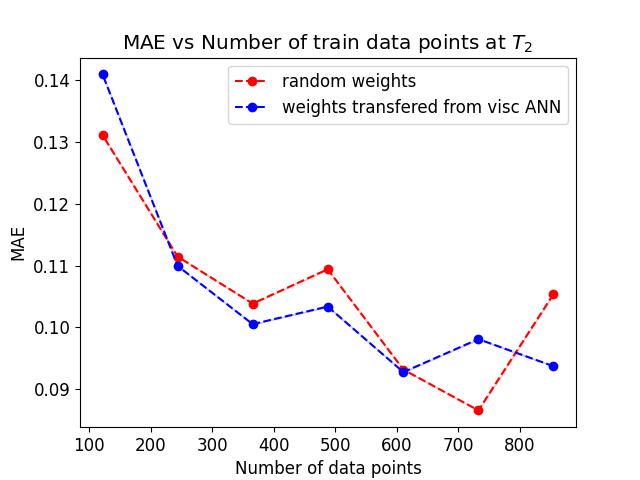 MAE vs Number of train data points at T₂
random weights
weights transfered from visc ANN
0.14
0.13
0.12
0.11
0.10
0.09
MAE
100 200 300 400 500 600 700 800
Number of data points